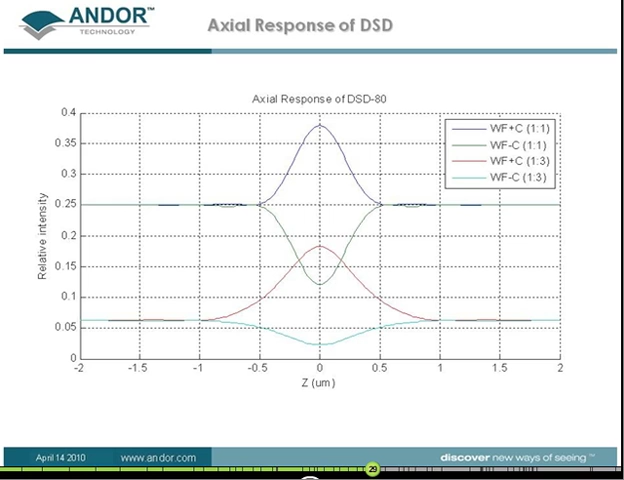 ANDOR™
TECHNOLOGY
Axial Response of DSD
Axial Response of DSD-80
0.4
0.35
0.3
0.25
0.2
0.15
0.1
0.05
0
Relative intensity
WF+C (1:1)
WF-C (1:1)
WF+C (1:3)
WF-C (1:3)
-2 -1.5 -1 -0.5 0 0.5 1 1.5 2
Z (um)
April 14 2010 www.andor.com discover new ways of seeing™
29